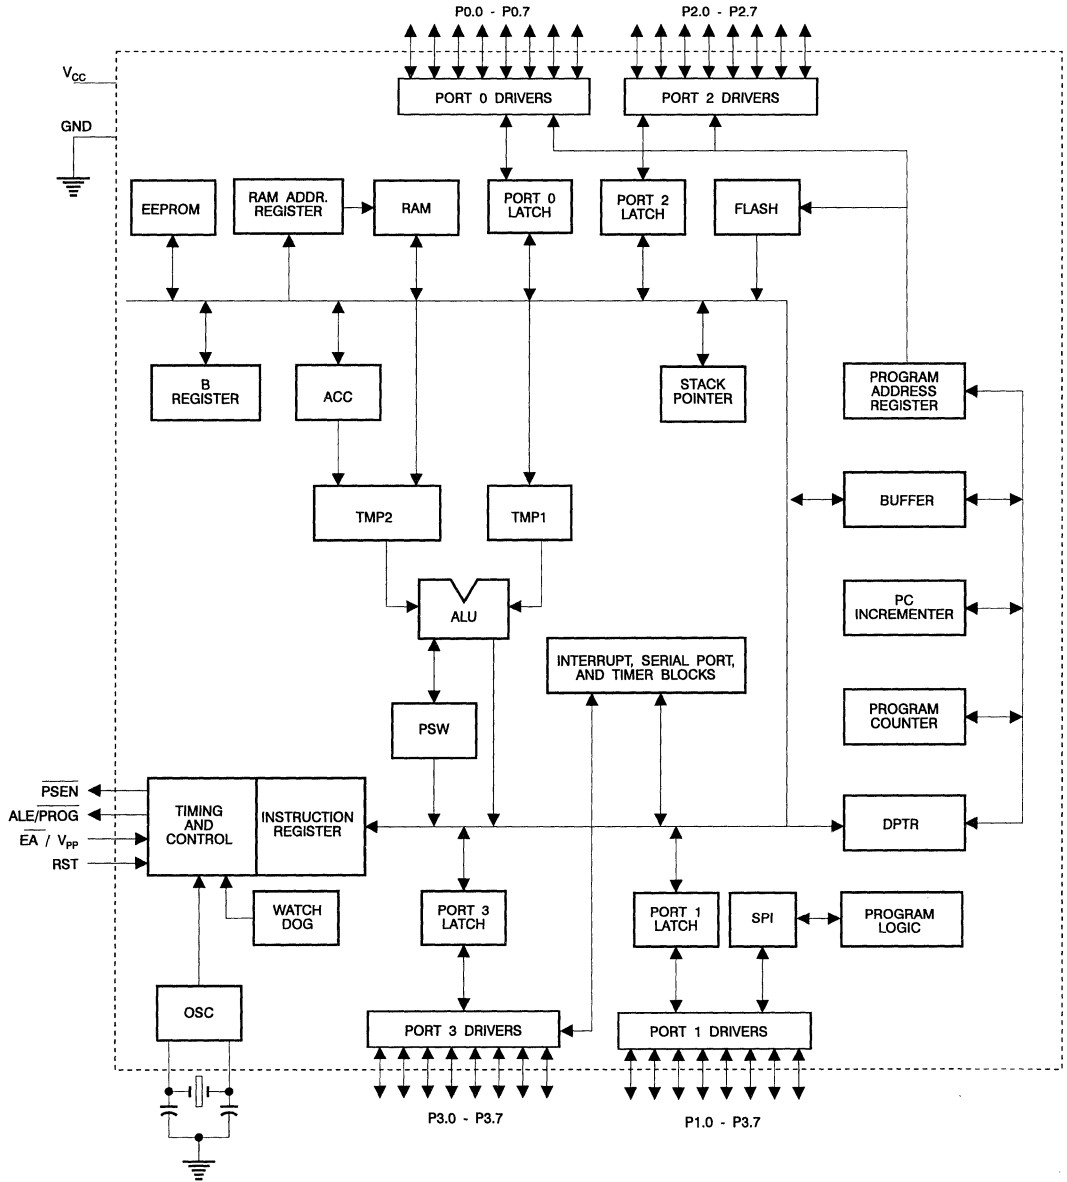 P0.0 - P0.7
P2.0 - P2.7
VCC
PORT 0 DRIVERS
PORT 2 DRIVERS
GND
EEPROM
RAM ADDR.
REGISTER
RAM
PORT 0
LATCH
PORT 2
LATCH
FLASH
B
REGISTER
ACC
STACK
POINTER
PROGRAM
ADDRESS
REGISTER
TMP2
TMP1
BUFFER
ALU
PC
INCREMENTER
INTERRUPT, SERIAL PORT,
AND TIMER BLOCKS
PSW
PROGRAM
COUNTER
PSEN
ALE/PROG
EA / VPP
RST
TIMING
AND
CONTROL
INSTRUCTION
REGISTER
DPTR
WATCH
DOG
PORT 3
LATCH
PORT 1
LATCH
SPI
PROGRAM
LOGIC
OSC
PORT 3 DRIVERS
PORT 1 DRIVERS
P3.0 - P3.7
P1.0 - P3.7